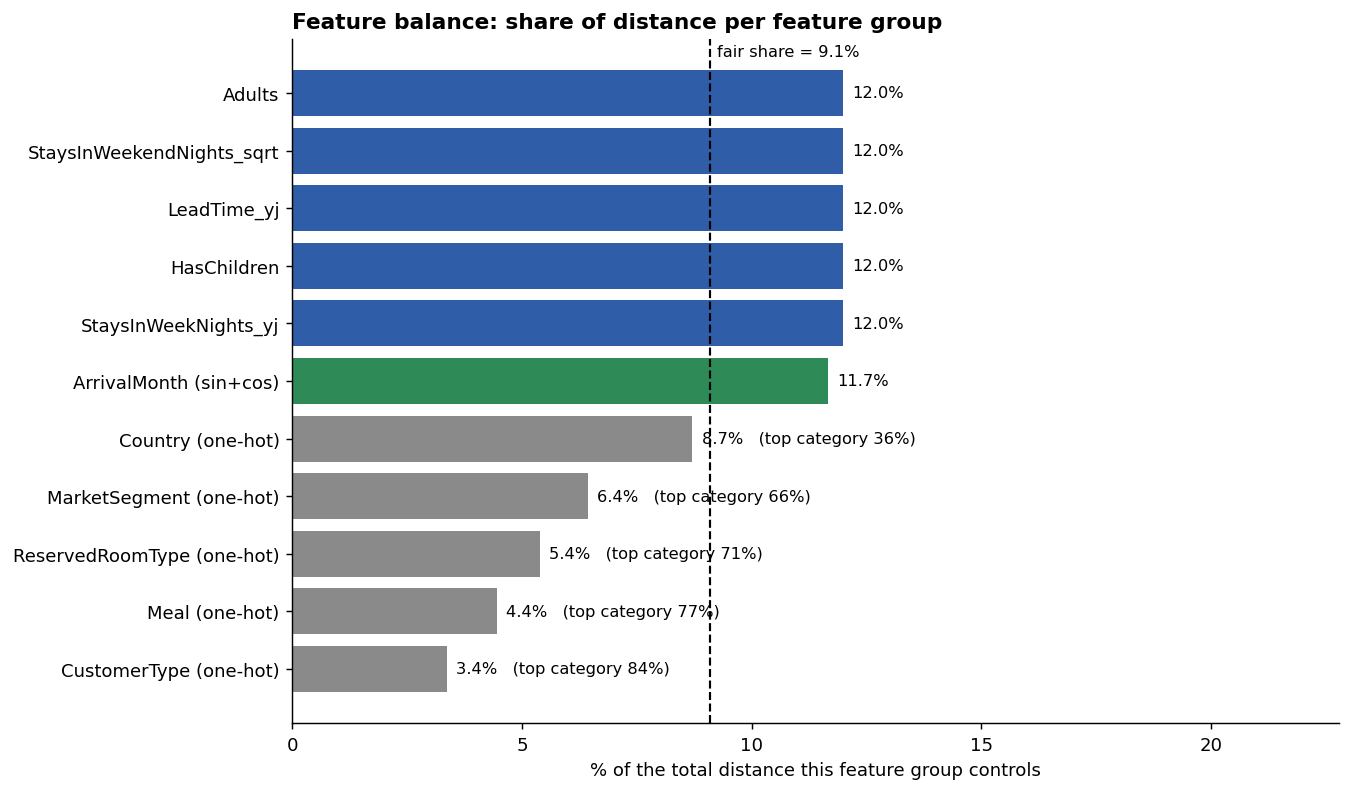 Feature balance: share of distance per feature group
fair share = 9.1%
Adults 12.0%
StaysInWeekendNights_sqrt 12.0%
LeadTime_yj 12.0%
HasChildren 12.0%
StaysInWeekNights_yj 12.0%
ArrivalMonth (sin+cos) 11.7%
Country (one-hot) 8.7% (top category 36%)
MarketSegment (one-hot) 6.4% (top category 66%)
ReservedRoomType (one-hot) 5.4% (top category 71%)
Meal (one-hot) 4.4% (top category 77%)
CustomerType (one-hot) 3.4% (top category 84%)
0 5 10 15 20
% of the total distance this feature group controls